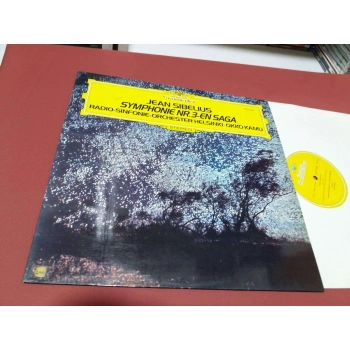 JEAN SIBELIUS
SYMPHONIE NR.3·EN SAGA
RADIO-SINFONIE-ORCHESTER HELSINKI·OKKO KAMU